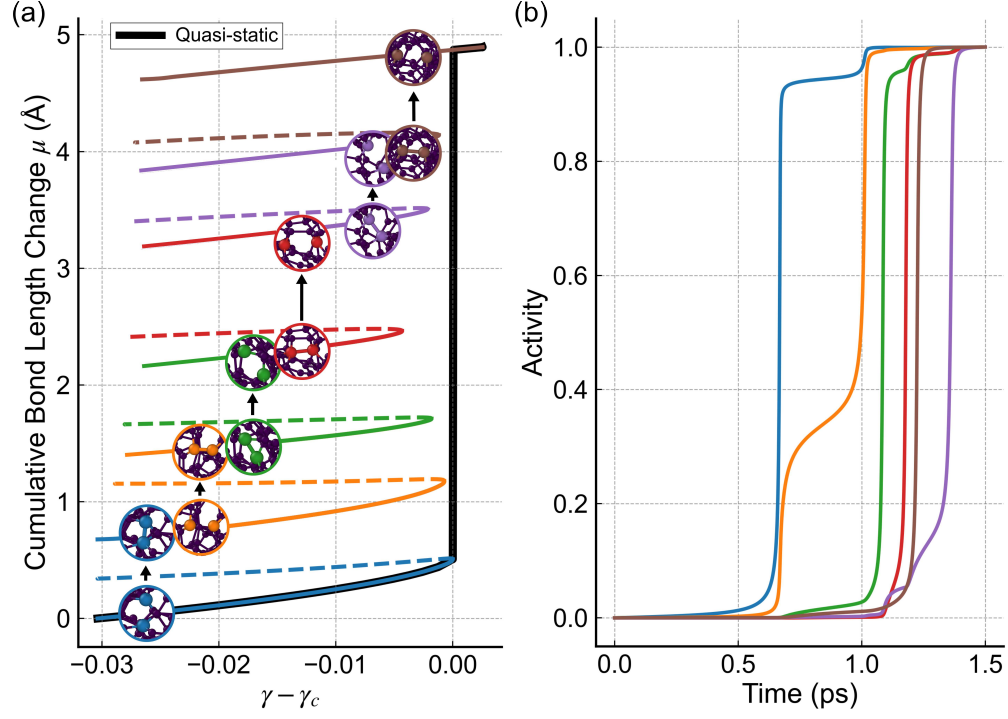 (a)
(b)
Quasi-static
Cumulative Bond Length Change μ (Å)
5
4
3
2
1
0
−0.03
−0.02
−0.01
0.00
γ − γc
Activity
1.0
0.8
0.6
0.4
0.2
0.0
0.0
0.5
1.0
1.5
Time (ps)